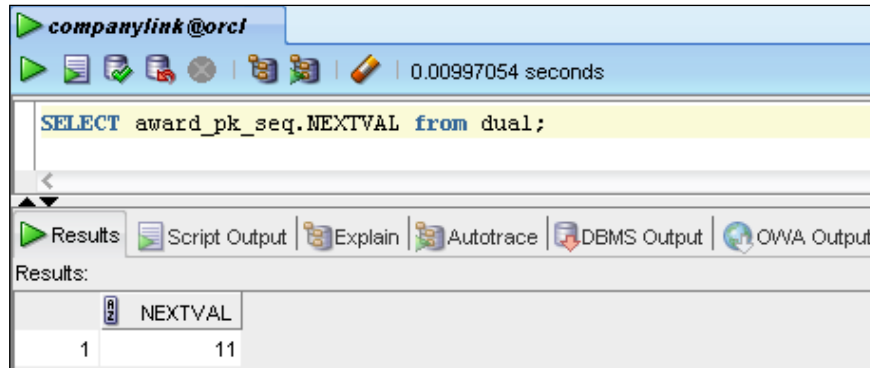 companylink@orcl
0.00997054 seconds
SELECT award_pk_seq.NEXTVAL from dual;
Results Script Output Explain Autotrace DBMS Output OWA Output
Results:
NEXTVAL
1 11